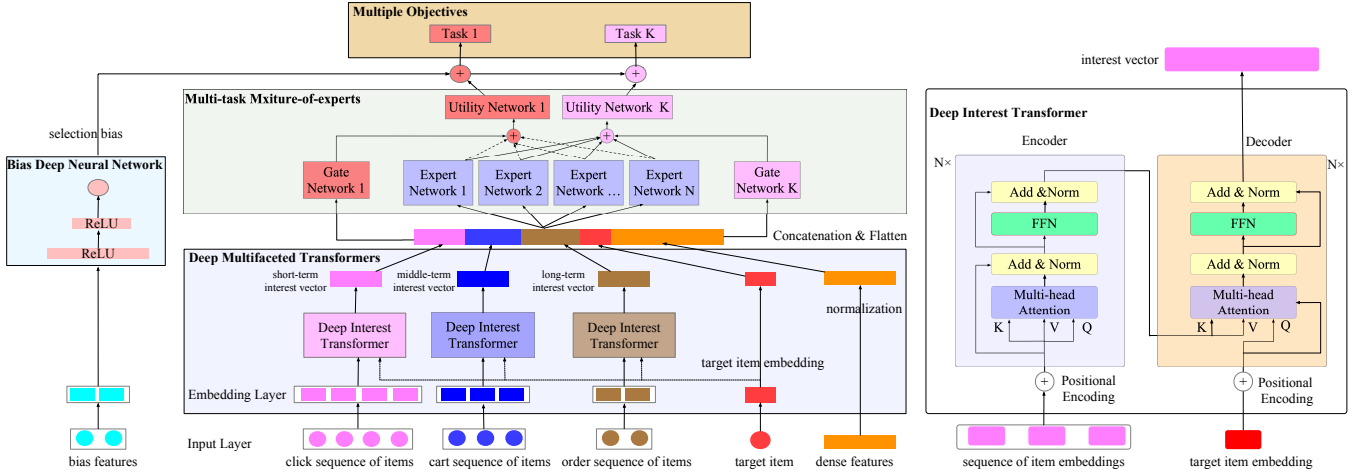 Multiple Objectives
Task 1
Task K
+
+
Multi-task Mxiture-of-experts
Utility Network 1
Utility Network K
+
+
Gate
Network 1
Expert
Network 1
Expert
Network 2
Expert
Network …
Expert
Network N
Gate
Network K
selection bias
Bias Deep Neural Network
ReLU
ReLU
bias features
Concatenation & Flatten
Deep Multifaceted Transformers
short-term
interest vector
middle-term
interest vector
long-term
interest vector
normalization
Deep Interest
Transformer
Deep Interest
Transformer
Deep Interest
Transformer
target item embedding
Embedding Layer
Input Layer
click sequence of items
cart sequence of items
order sequence of items
target item
dense features
interest vector
Deep Interest Transformer
Encoder
Decoder
N×
N×
Add &Norm
FFN
Add & Norm
Multi-head
Attention
K
V
Q
+
Positional
Encoding
Add & Norm
FFN
Add & Norm
Multi-head
Attention
K
V
Q
+
Positional
Encoding
sequence of item embeddings
target item embedding